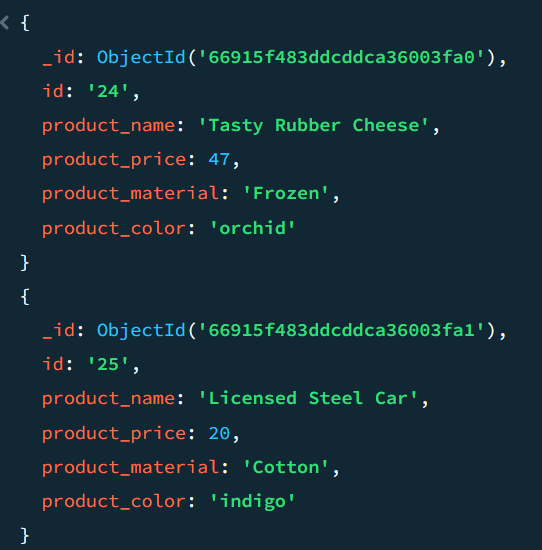 {
_id: ObjectId('66915f483ddcddca36003fa0'),
id: '24',
product_name: 'Tasty Rubber Cheese',
product_price: 47,
product_material: 'Frozen',
product_color: 'orchid'
}
{
_id: ObjectId('66915f483ddcddca36003fa1'),
id: '25',
product_name: 'Licensed Steel Car',
product_price: 20,
product_material: 'Cotton',
product_color: 'indigo'
}